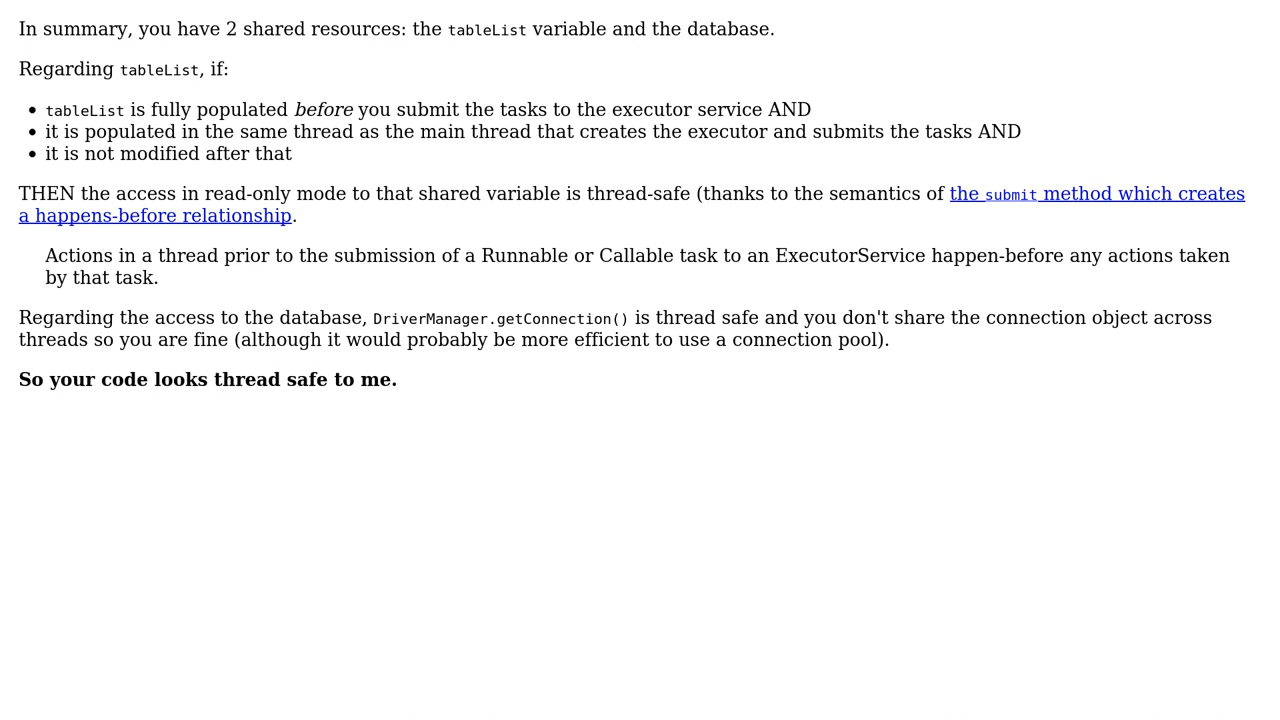 In summary, you have 2 shared resources: the tableList variable and the database.
Regarding tableList, if:
• tableList is fully populated before you submit the tasks to the executor service AND
• it is populated in the same thread as the main thread that creates the executor and submits the tasks AND
• it is not modified after that
THEN the access in read-only mode to that shared variable is thread-safe (thanks to the semantics of the submit method which creates
a happens-before relationship.
Actions in a thread prior to the submission of a Runnable or Callable task to an ExecutorService happen-before any actions taken
by that task.
Regarding the access to the database, DriverManager.getConnection() is thread safe and you don't share the connection object across
threads so you are fine (although it would probably be more efficient to use a connection pool).
So your code looks thread safe to me.